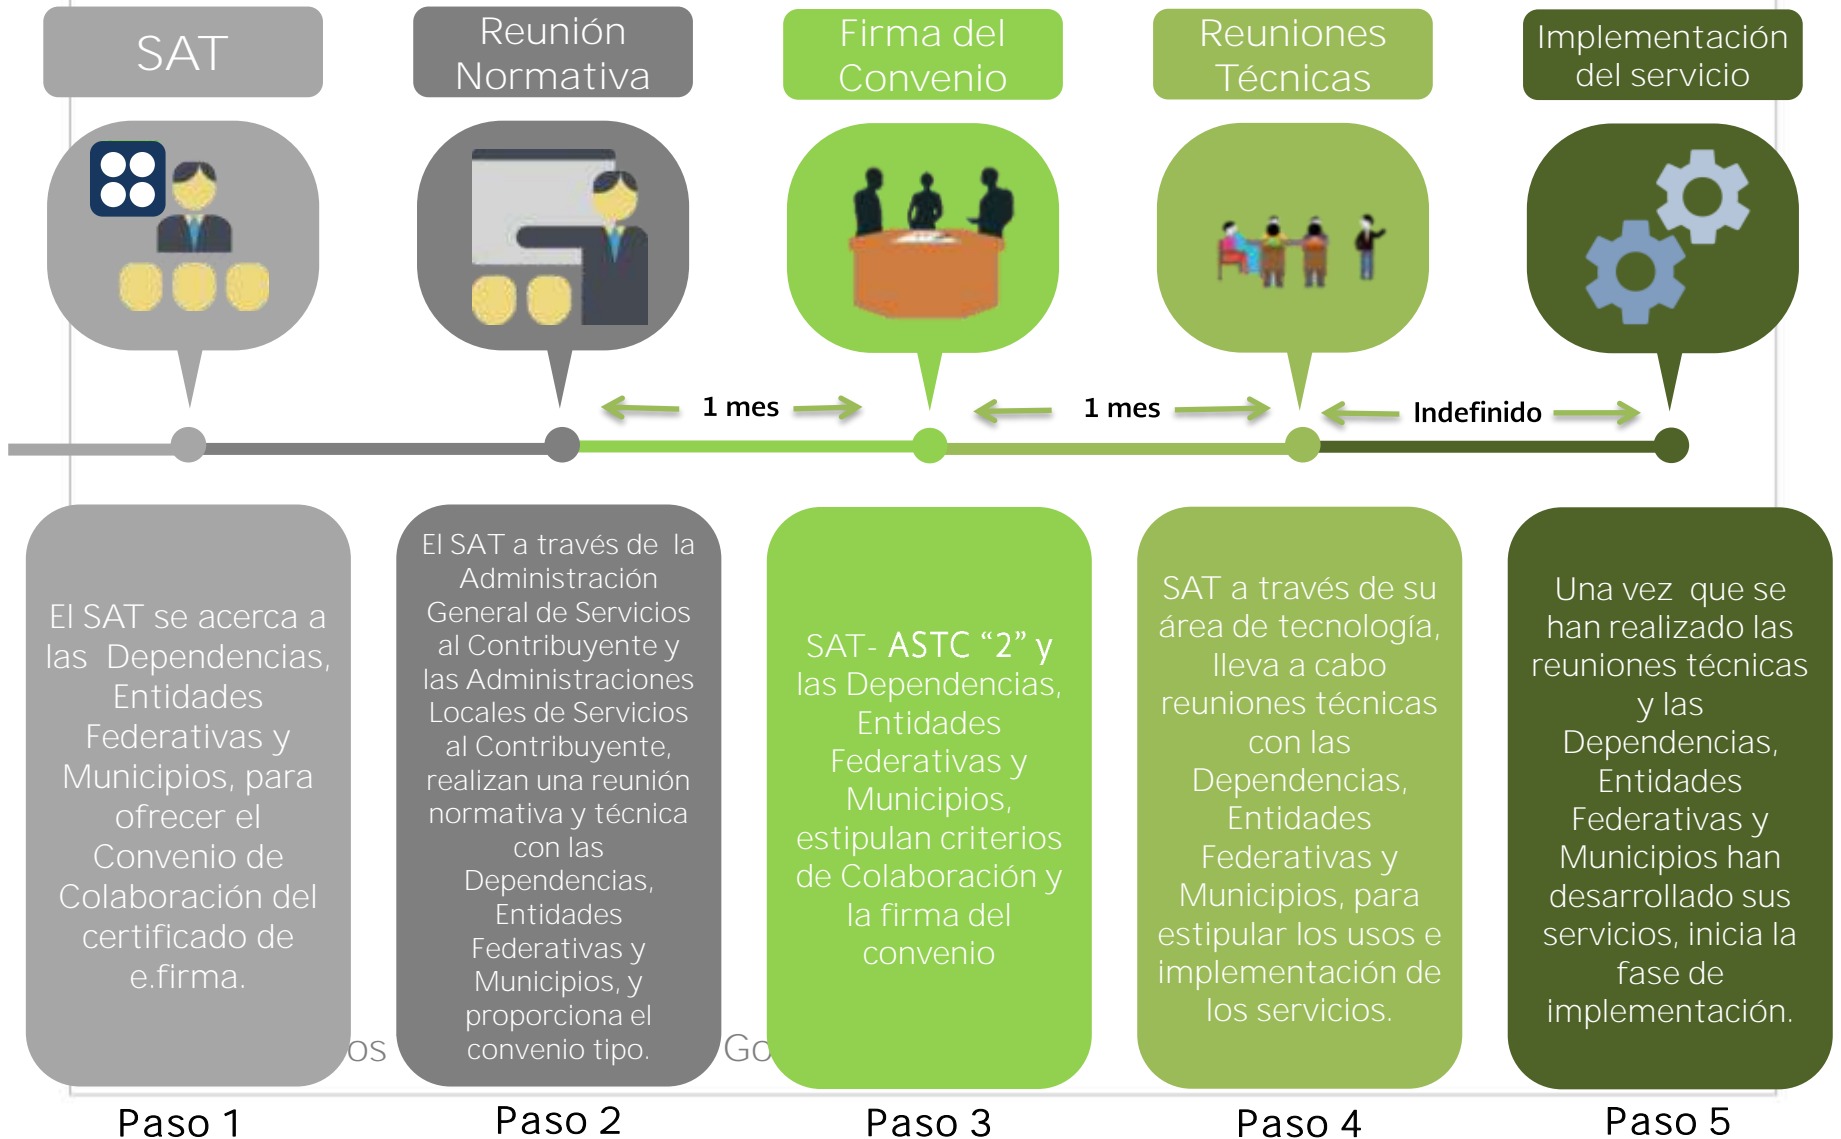 SAT
Reunión
Normativa
Firma del
Convenio
Reuniones
Técnicas
Implementación
del servicio
1 mes
1 mes
Indefinido
El SAT se acerca a
las Dependencias,
Entidades
Federativas y
Municipios, para
ofrecer el
Convenio de
Colaboración del
certificado de
e.firma.
El SAT a través de la
Administración
General de Servicios
al Contribuyente y
las Administraciones
Locales de Servicios
al Contribuyente,
realizan una reunión
normativa y técnica
con las
Dependencias,
Entidades
Federativas y
Municipios, y
proporciona el
convenio tipo.
SAT- ASTC “2” y
las Dependencias,
Entidades
Federativas y
Municipios,
estipulan criterios
de Colaboración y
la firma del
convenio
SAT a través de su
área de tecnología,
lleva a cabo
reuniones técnicas
con las
Dependencias,
Entidades
Federativas y
Municipios, para
estipular los usos e
implementación de
los servicios.
Una vez que se
han realizado las
reuniones técnicas
y las
Dependencias,
Entidades
Federativas y
Municipios han
desarrollado sus
servicios, inicia la
fase de
implementación.
Paso 1
Paso 2
Paso 3
Paso 4
Paso 5